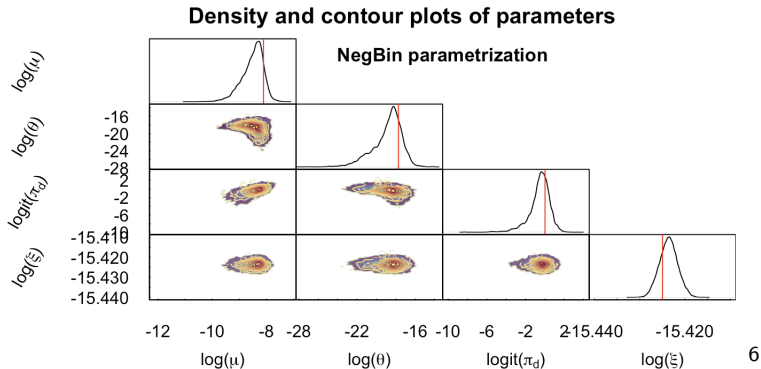 Density and contour plots of parameters
NegBin parametrization
log(μ)
log(θ)
-16
-20
-24
-28
logit(πd)
2
-2
-6
-10
log(ξ)
-15.410
-15.420
-15.430
-15.440
-12 -10 -8 -28 -22 -16 -10 -6 -2 2 -15.440 -15.420
log(μ) log(θ) logit(πd) log(ξ)
6